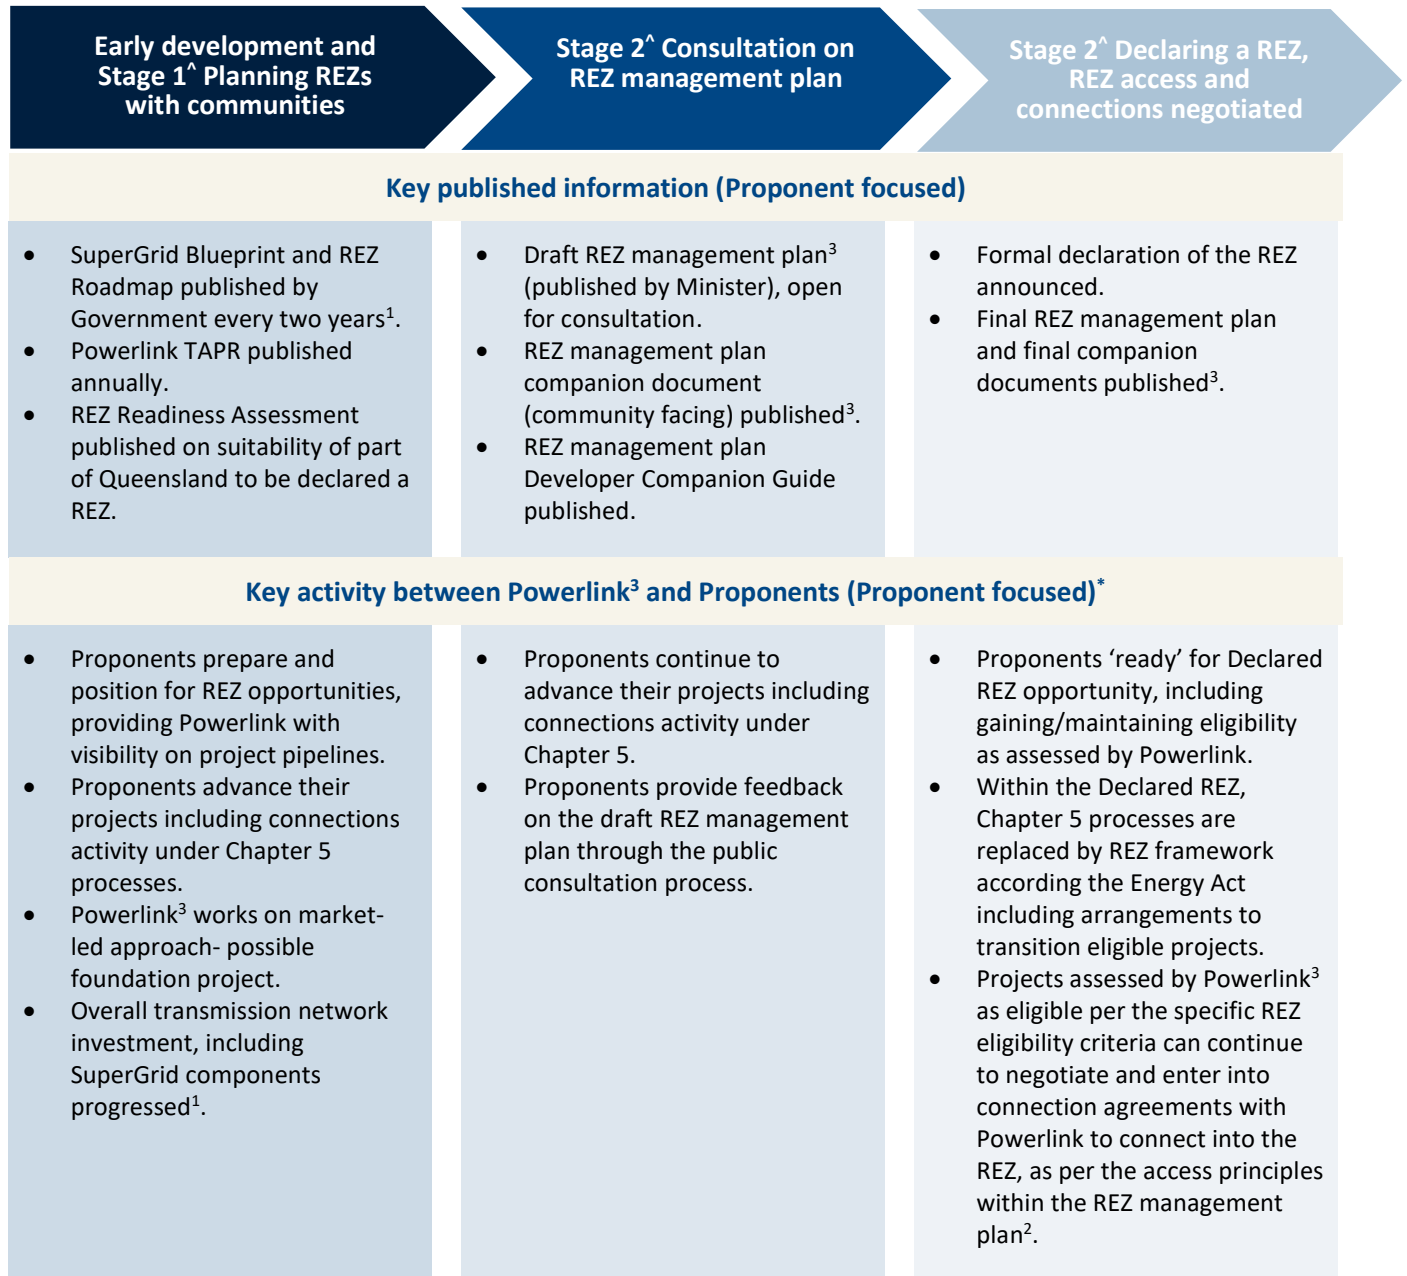 Early development and
Stage 1^ Planning REZs
with communities
Stage 2^ Consultation on
REZ management plan
Stage 2^ Declaring a REZ,
REZ access and
connections negotiated
Key published information (Proponent focused)
• SuperGrid Blueprint and REZ
Roadmap published by
Government every two years¹.
• Powerlink TAPR published
annually.
• REZ Readiness Assessment
published on suitability of part
of Queensland to be declared a
REZ.
• Draft REZ management plan³
(published by Minister), open
for consultation.
• REZ management plan
companion document
(community facing) published³.
• REZ management plan
Developer Companion Guide
published.
• Formal declaration of the REZ
announced.
• Final REZ management plan
and final companion
documents published³.
Key activity between Powerlink³ and Proponents (Proponent focused)*
• Proponents prepare and
position for REZ opportunities,
providing Powerlink with
visibility on project pipelines.
• Proponents advance their
projects including connections
activity under Chapter 5
processes.
• Powerlink³ works on market-
led approach- possible
foundation project.
• Overall transmission network
investment, including
SuperGrid components
progressed¹.
• Proponents continue to
advance their projects including
connections activity under
Chapter 5.
• Proponents provide feedback
on the draft REZ management
plan through the public
consultation process.
• Proponents ‘ready’ for Declared
REZ opportunity, including
gaining/maintaining eligibility
as assessed by Powerlink.
• Within the Declared REZ,
Chapter 5 processes are
replaced by REZ framework
according the Energy Act
including arrangements to
transition eligible projects.
• Projects assessed by Powerlink³
as eligible per the specific REZ
eligibility criteria can continue
to negotiate and enter into
connection agreements with
Powerlink to connect into the
REZ, as per the access principles
within the REZ management
plan².